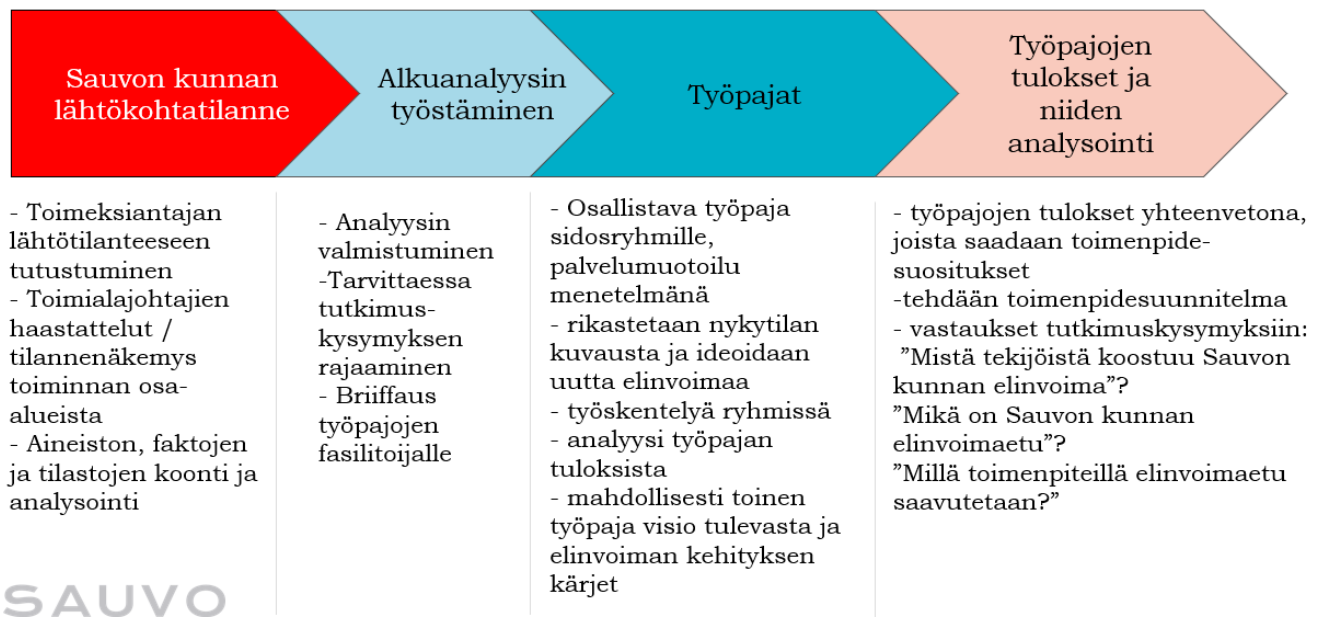 Sauvon kunnan
lähtökohtatilanne
Alkuanalyysin
työstäminen
Työpajat
Työpajojen
tulokset ja
niiden
analysointi
- Toimeksiantajan
lähtötilanteeseen
tutustuminen
- Toimialajohtajien
haastattelut /
tilannenäkemys
toiminnan osa-
alueista
- Aineiston, faktojen
ja tilastojen koonti ja
analysointi
- Analyysin
valmistuminen
-Tarvittaessa
tutkimus-
kysymyksen
rajaaminen
- Briiffaus
työpajojen
fasilitoijalle
- Osallistava työpaja
sidosryhmille,
palvelumuotoilu
menetelmänä
- rikastetaan nykytilan
kuvausta ja ideoidaan
uutta elinvoimaa
- työskentelyä ryhmissä
- analyysi työpajan
tuloksista
- mahdollisesti toinen
työpaja visio tulevasta ja
elinvoiman kehityksen
kärjet
- työpajojen tulokset yhteenvetona,
joista saadaan toimenpide-
suositukset
-tehdään toimenpidesuunnitelma
- vastaukset tutkimuskysymyksiin:
”Mistä tekijöistä koostuu Sauvon
kunnan elinvoima”?
”Mikä on Sauvon kunnan
elinvoimaetu”?
”Millä toimenpiteillä elinvoimaetu
saavutetaan?”
SAUVO